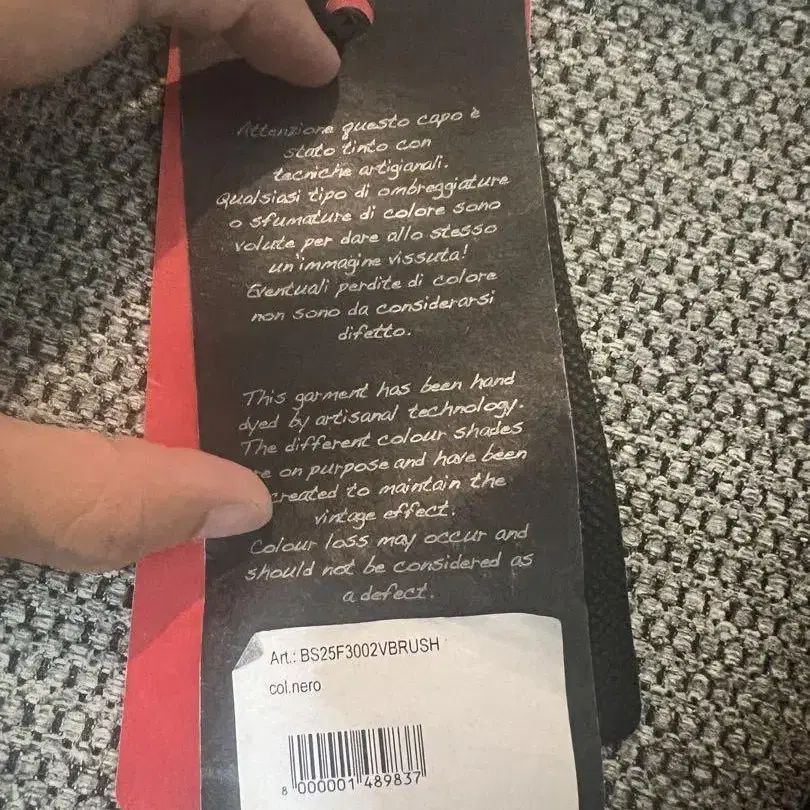 Attenzione questo capo è
stato tinto con
tecniche artigianali.
Qualsiasi tipo di ombreggiature
o sfumature di colore sono
volute per dare allo stesso
un'immagine vissuta!
Eventuali perdite di colore
non sono da considerarsi
difetto.
This garment has been hand
dyed by artisanal technology.
The different colour shades
on purpose and have been
created to maintain the
vintage effect.
Colour loss may occur and
should not be considered as
a defect.
Art.: BS25F3002VBRUSH
col.nero
8 000001 489837